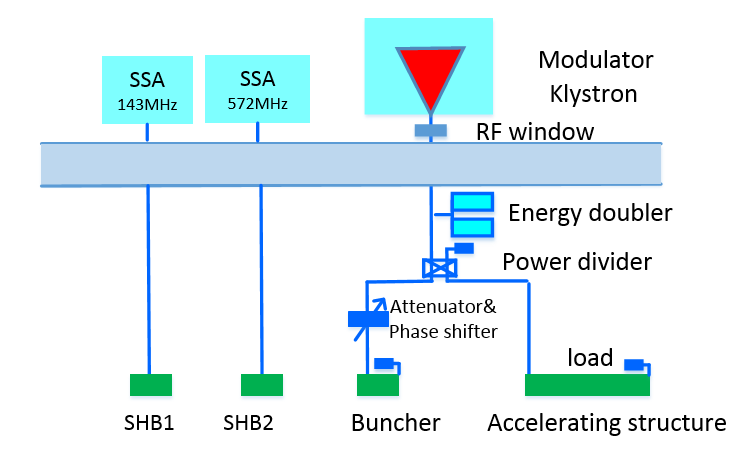 SSA
143MHz
SSA
572MHz
Modulator
Klystron
RF window
Energy doubler
Power divider
Attenuator&
Phase shifter
load
SHB1
SHB2
Buncher
Accelerating structure